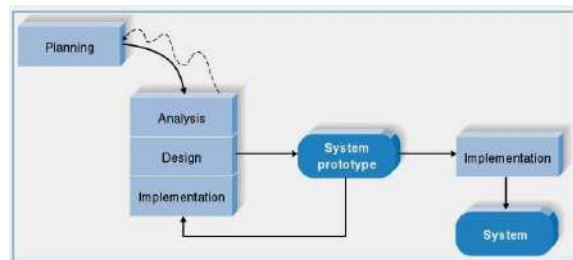 Planning
Analysis
Design
Implementation
System
prototype
Implementation
System